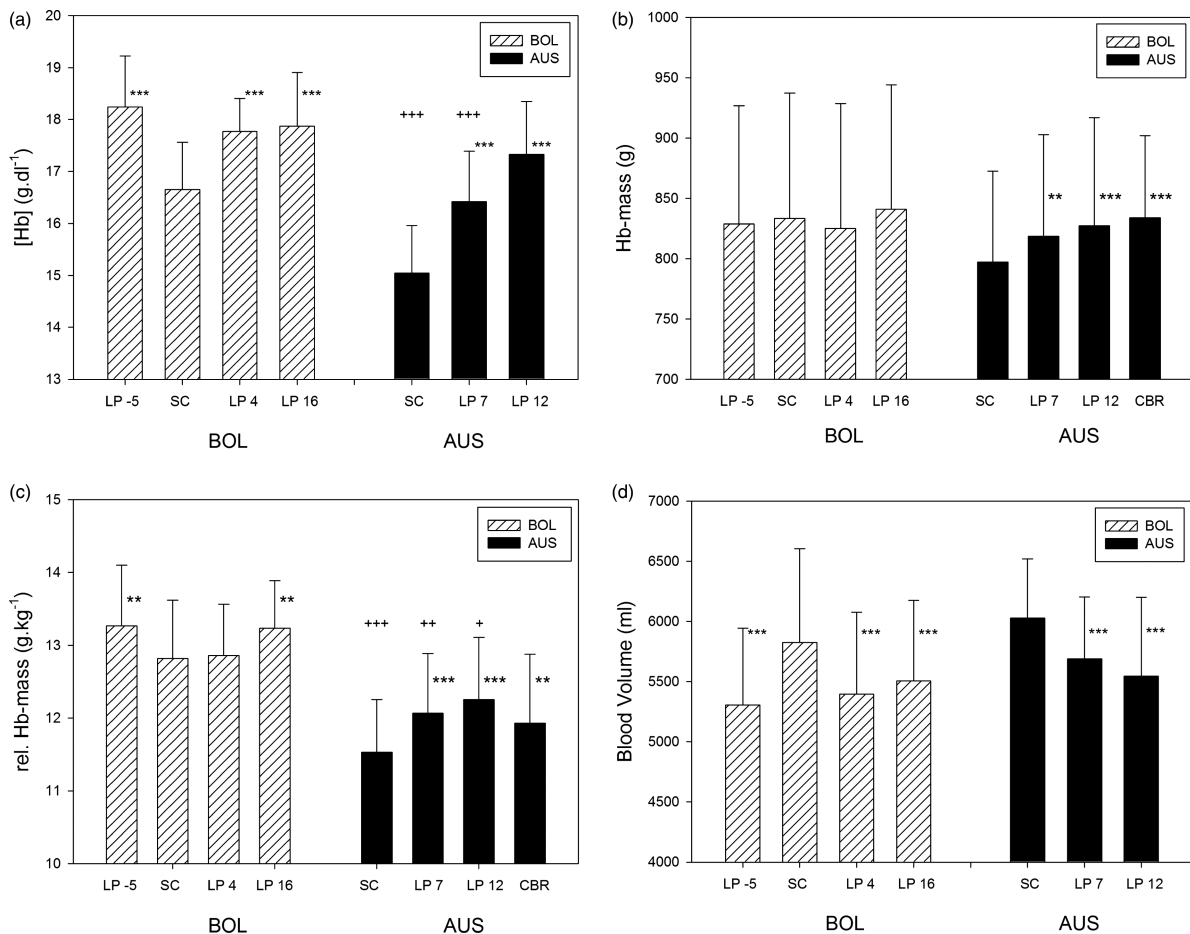 (a)
20
19
18
17
16
15
14
13
[Hb] (g.dl-1)
BOL
AUS
***
***
***
+++
+++
***
***
LP -5 SC LP 4 LP 16 SC LP 7 LP 12
BOL AUS
(b)
1000
950
900
850
800
750
700
Hb-mass (g)
BOL
AUS
**
***
***
LP -5 SC LP 4 LP 16 SC LP 7 LP 12 CBR
BOL AUS
(c)
15
14
13
12
11
10
rel. Hb-mass (g.kg-1)
BOL
AUS
**
**
+++
++
+
***
***
**
LP -5 SC LP 4 LP 16 SC LP 7 LP 12 CBR
BOL AUS
(d)
7000
6500
6000
5500
5000
4500
4000
Blood Volume (ml)
BOL
AUS
***
***
***
***
***
LP -5 SC LP 4 LP 16 SC LP 7 LP 12
BOL AUS